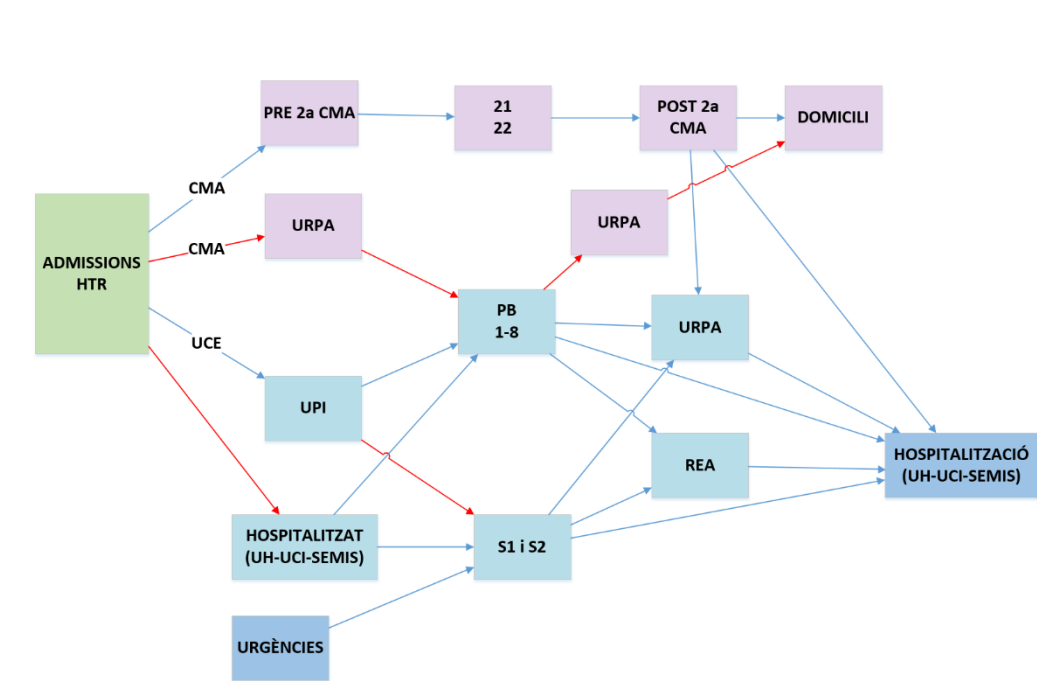 PRE 2a CMA
21
22
POST 2a
CMA
DOMICILI
CMA
ADMISSIONS
HTR
CMA
URPA
URPA
UCE
PB
1-8
URPA
UPI
REA
HOSPITALITZACIÓ
(UH-UCI-SEMIS)
HOSPITALITZAT
(UH-UCI-SEMIS)
S1 i S2
URGÈNCIES